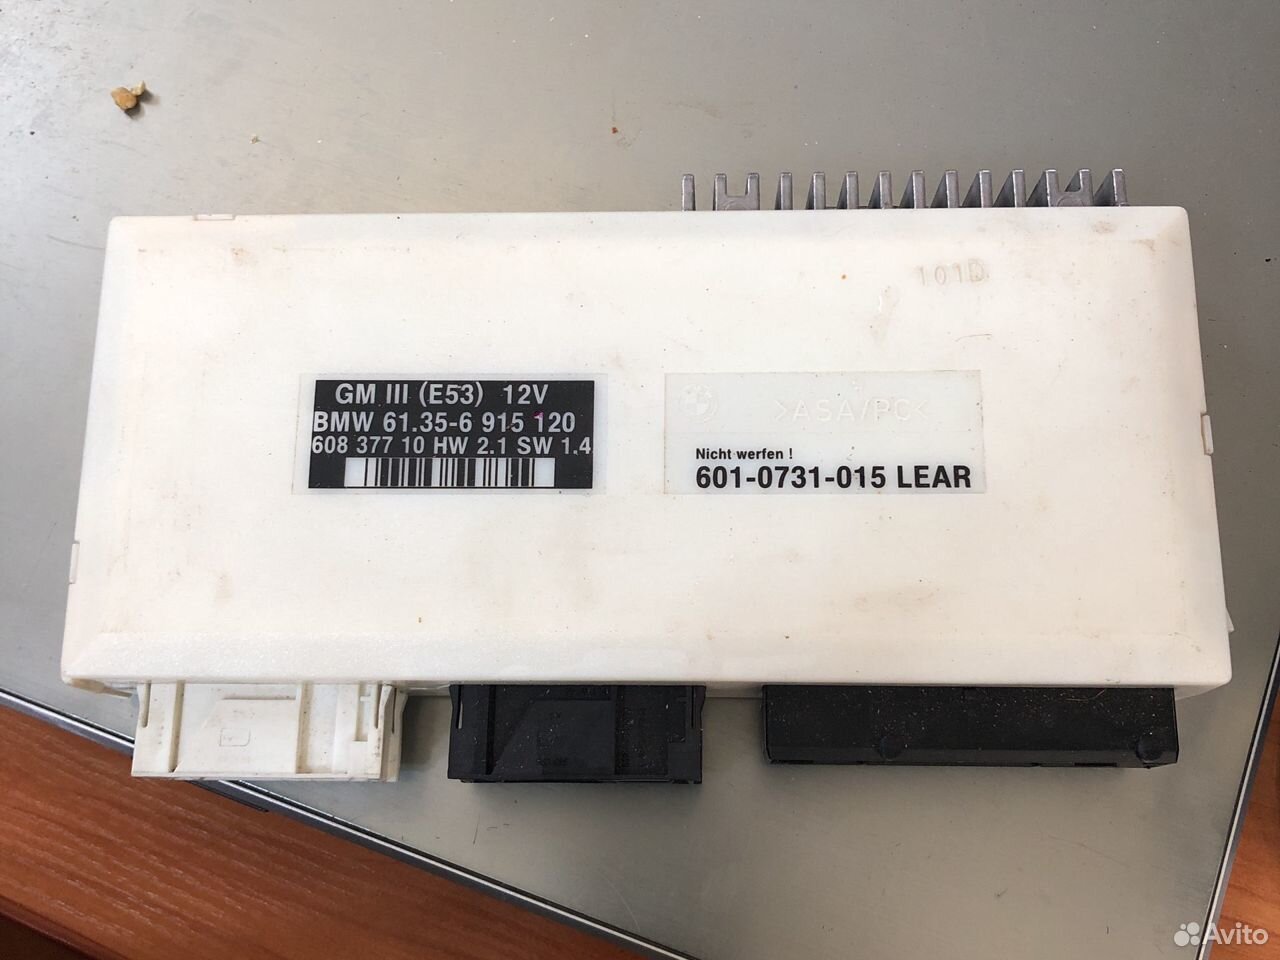 101D
GM III (E53) 12V
BMW 61.35-6 915 120
608 377 10 HW 2.1 SW 1.4
>ASA/PC<
Nicht werfen !
601-0731-015 LEAR
Avito